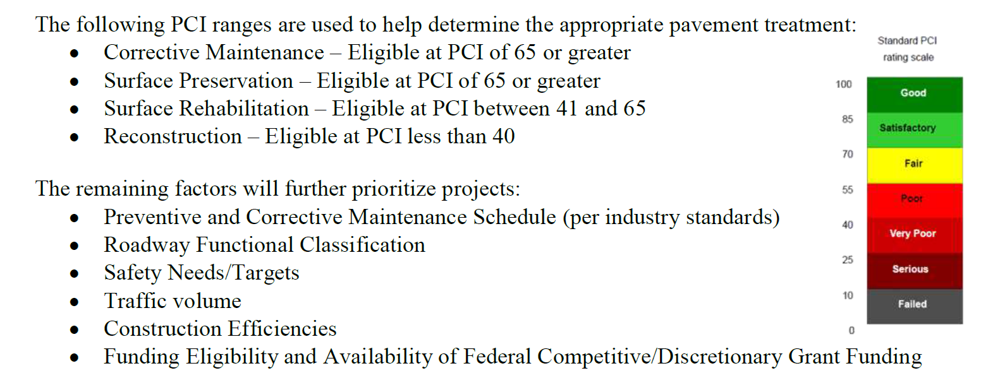 The following PCI ranges are used to help determine the appropriate pavement treatment:
• Corrective Maintenance – Eligible at PCI of 65 or greater
• Surface Preservation – Eligible at PCI of 65 or greater
• Surface Rehabilitation – Eligible at PCI between 41 and 65
• Reconstruction – Eligible at PCI less than 40
The remaining factors will further prioritize projects:
• Preventive and Corrective Maintenance Schedule (per industry standards)
• Roadway Functional Classification
• Safety Needs/Targets
• Traffic volume
• Construction Efficiencies
• Funding Eligibility and Availability of Federal Competitive/Discretionary Grant Funding
Standard PCI
rating scale
100
Good
85
Satisfactory
70
Fair
55
Poor
40
Very Poor
25
Serious
10
Failed
0